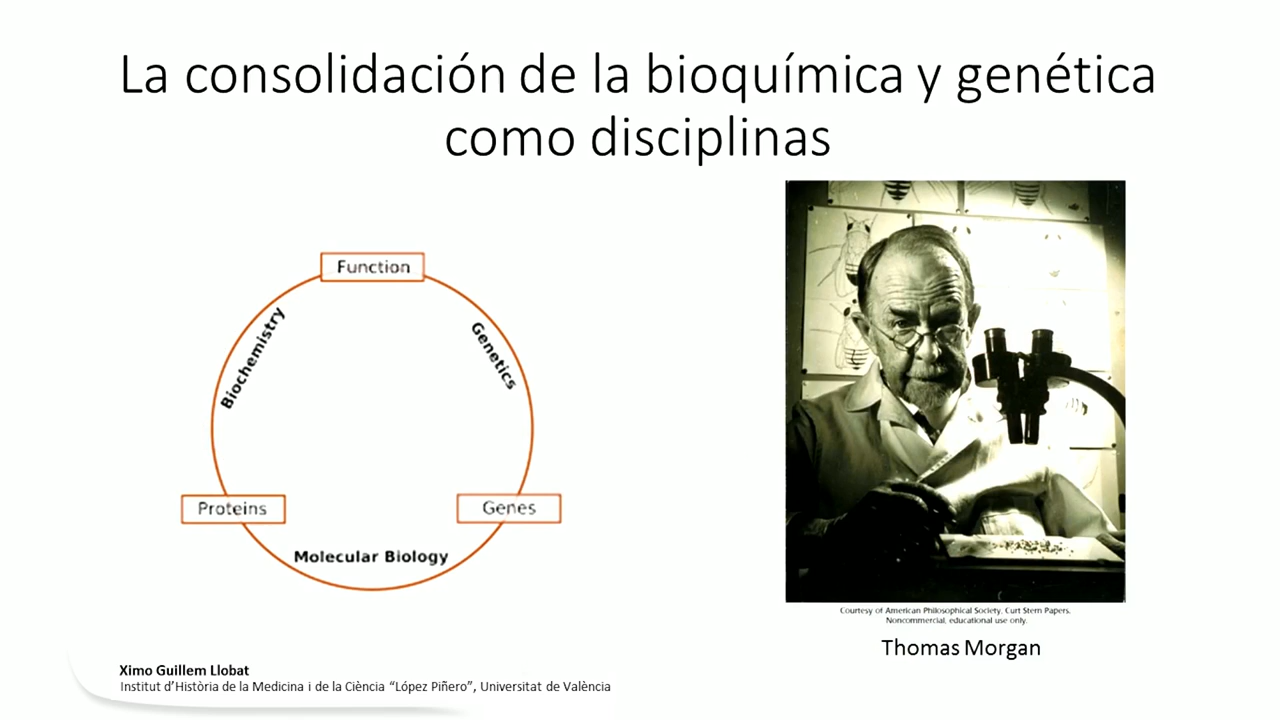 La consolidación de la bioquímica y genética
como disciplinas
Function
Biochemistry
Genetics
Proteins
Genes
Molecular Biology
Courtesy of American Philosophical Society, Curt Stern Papers.
Noncommercial, educational use only.
Thomas Morgan
Ximo Guillem Llobat
Institut d'Història de la Medicina i de la Ciència “López Piñero”, Universitat de València